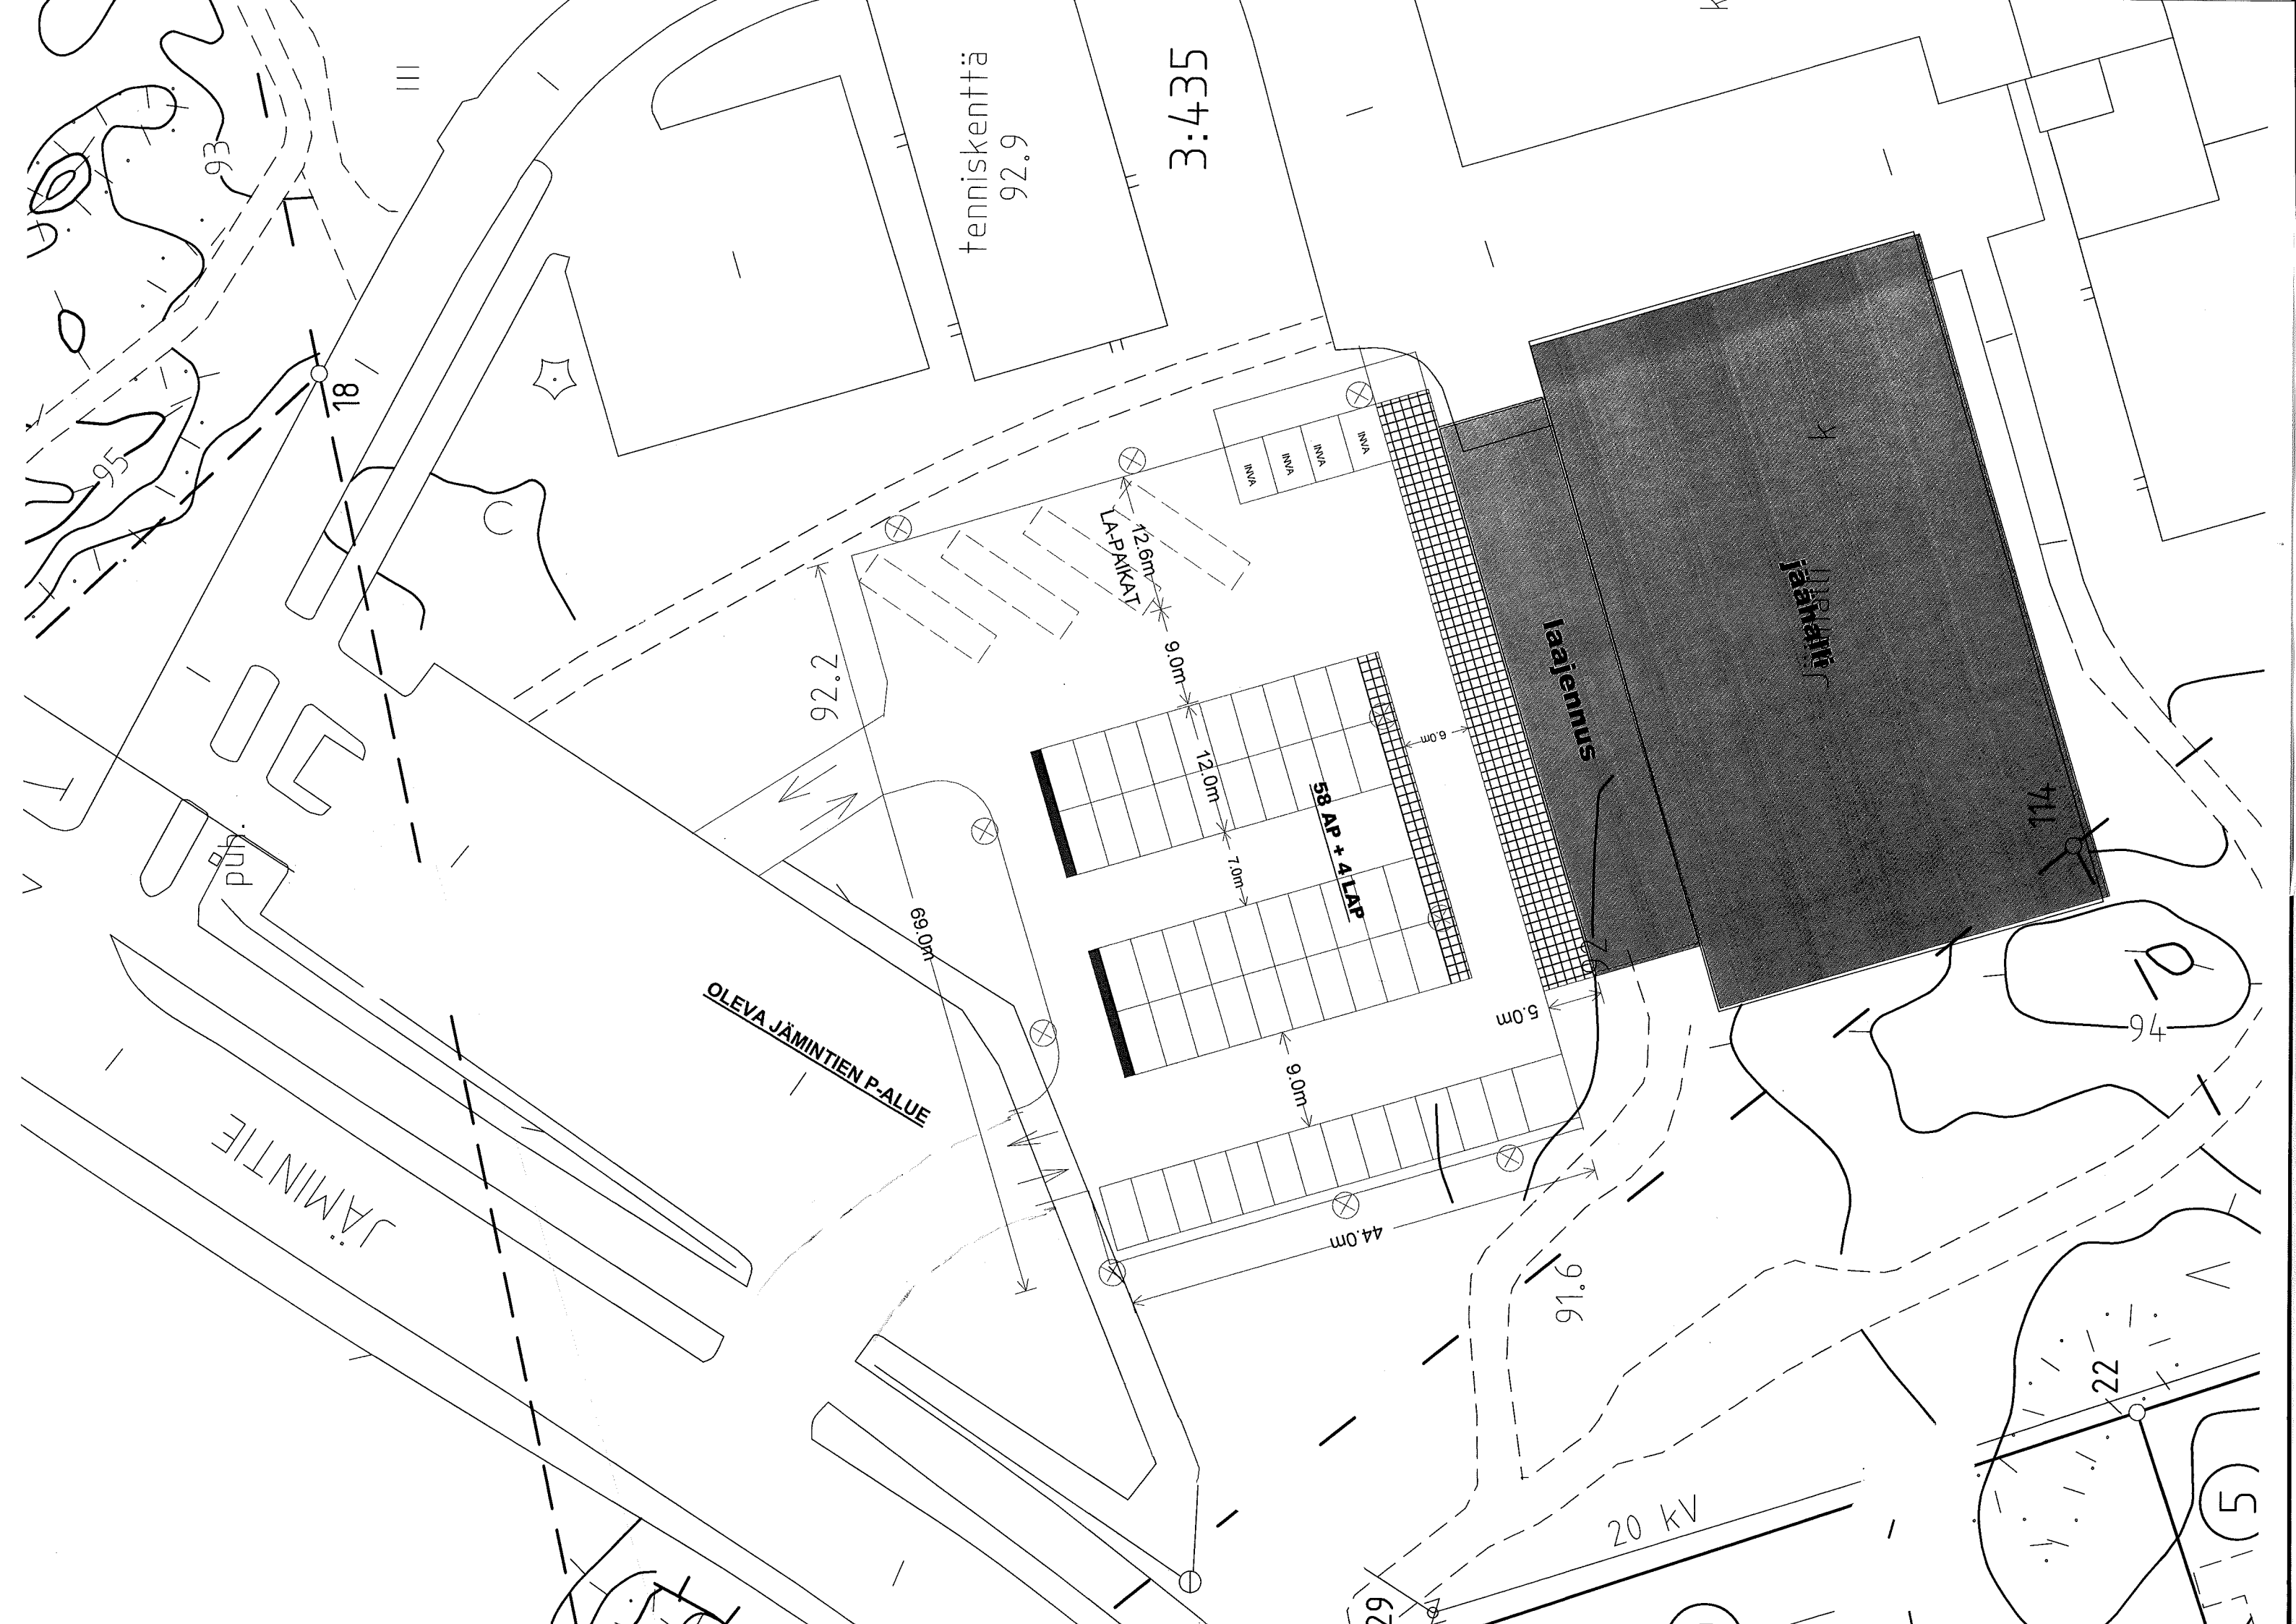 III
93
95
18
tenniskenttä
92.9
3:435
k
INVA
INVA
INVA
INVA
12.6m
LA-PAIKAT
9.0m
92.2
12.0m
6.0m
58 AP + 4 LAP
7.0m
69.0m
laajennus
k
jäähalli
114
püh.
OLEVA JÄMINTIEN P-ALUE
JÄMINTIE
5.0m
9.0m
44.0m
94
91.6
22
20 kV
29
5